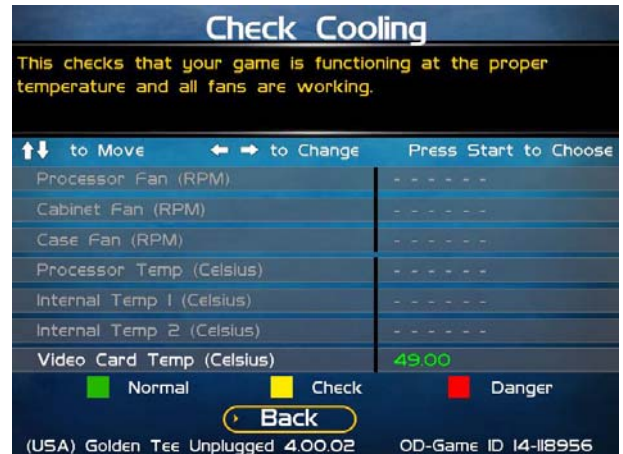 Check Cooling
This checks that your game is functioning at the proper
temperature and all fans are working.
to Move to Change Press Start to Choose
Processor Fan (RPM) - - - - - -
Cabinet Fan (RPM) - - - - - -
Case Fan (RPM) - - - - - -
Processor Temp (Celsius) - - - - - -
Internal Temp 1 (Celsius) - - - - - -
Internal Temp 2 (Celsius) - - - - - -
Video Card Temp (Celsius) 49.00
Normal Check Danger
Back
(USA) Golden Tee Unplugged 4.00.02 OD-Game ID 14-118956